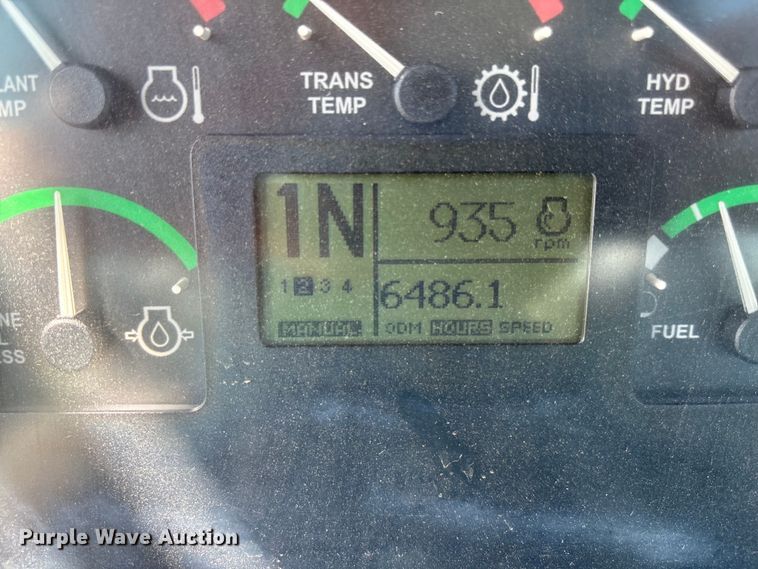 LANT TRANS HYD
MP TEMP TEMP
1N 935
rpm
1 2 3 4 6486.1
MANUAL ODM HOURS SPEED
NE
L
ESS
FUEL
Purple Wave Auction